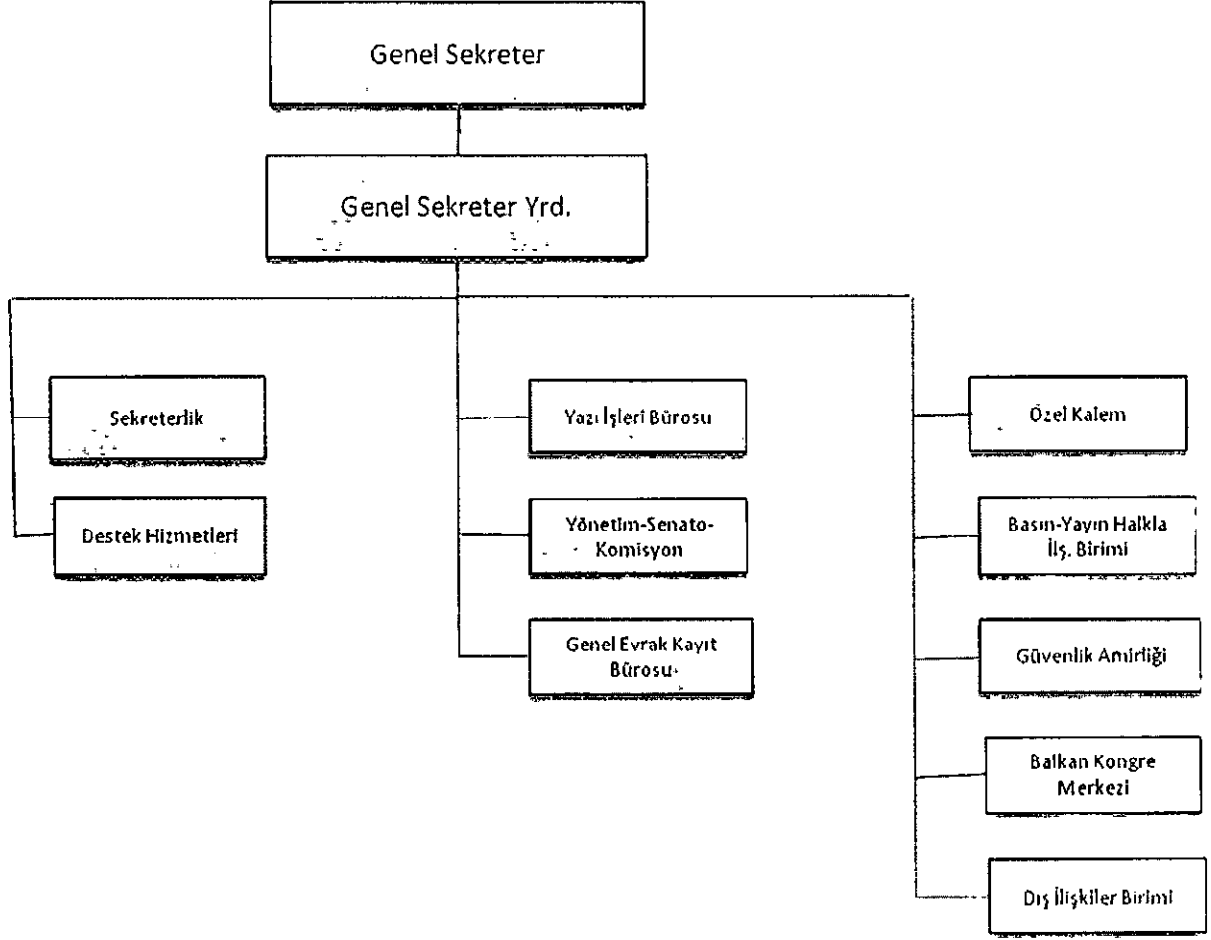 Genel Sekreter
Genel Sekreter Yrd.
Sekreterlik
Destek Hizmetleri
Yazı İşleri Bürosu
Yönetim-Senato-
Komisyon
Genel Evrak Kayıt
Bürosu
Özel Kalem
Basın-Yayın Halkla
İlş. Birimi
Güvenlik Amirliği
Balkan Kongre
Merkezi
Dış İlişkiler Birimi